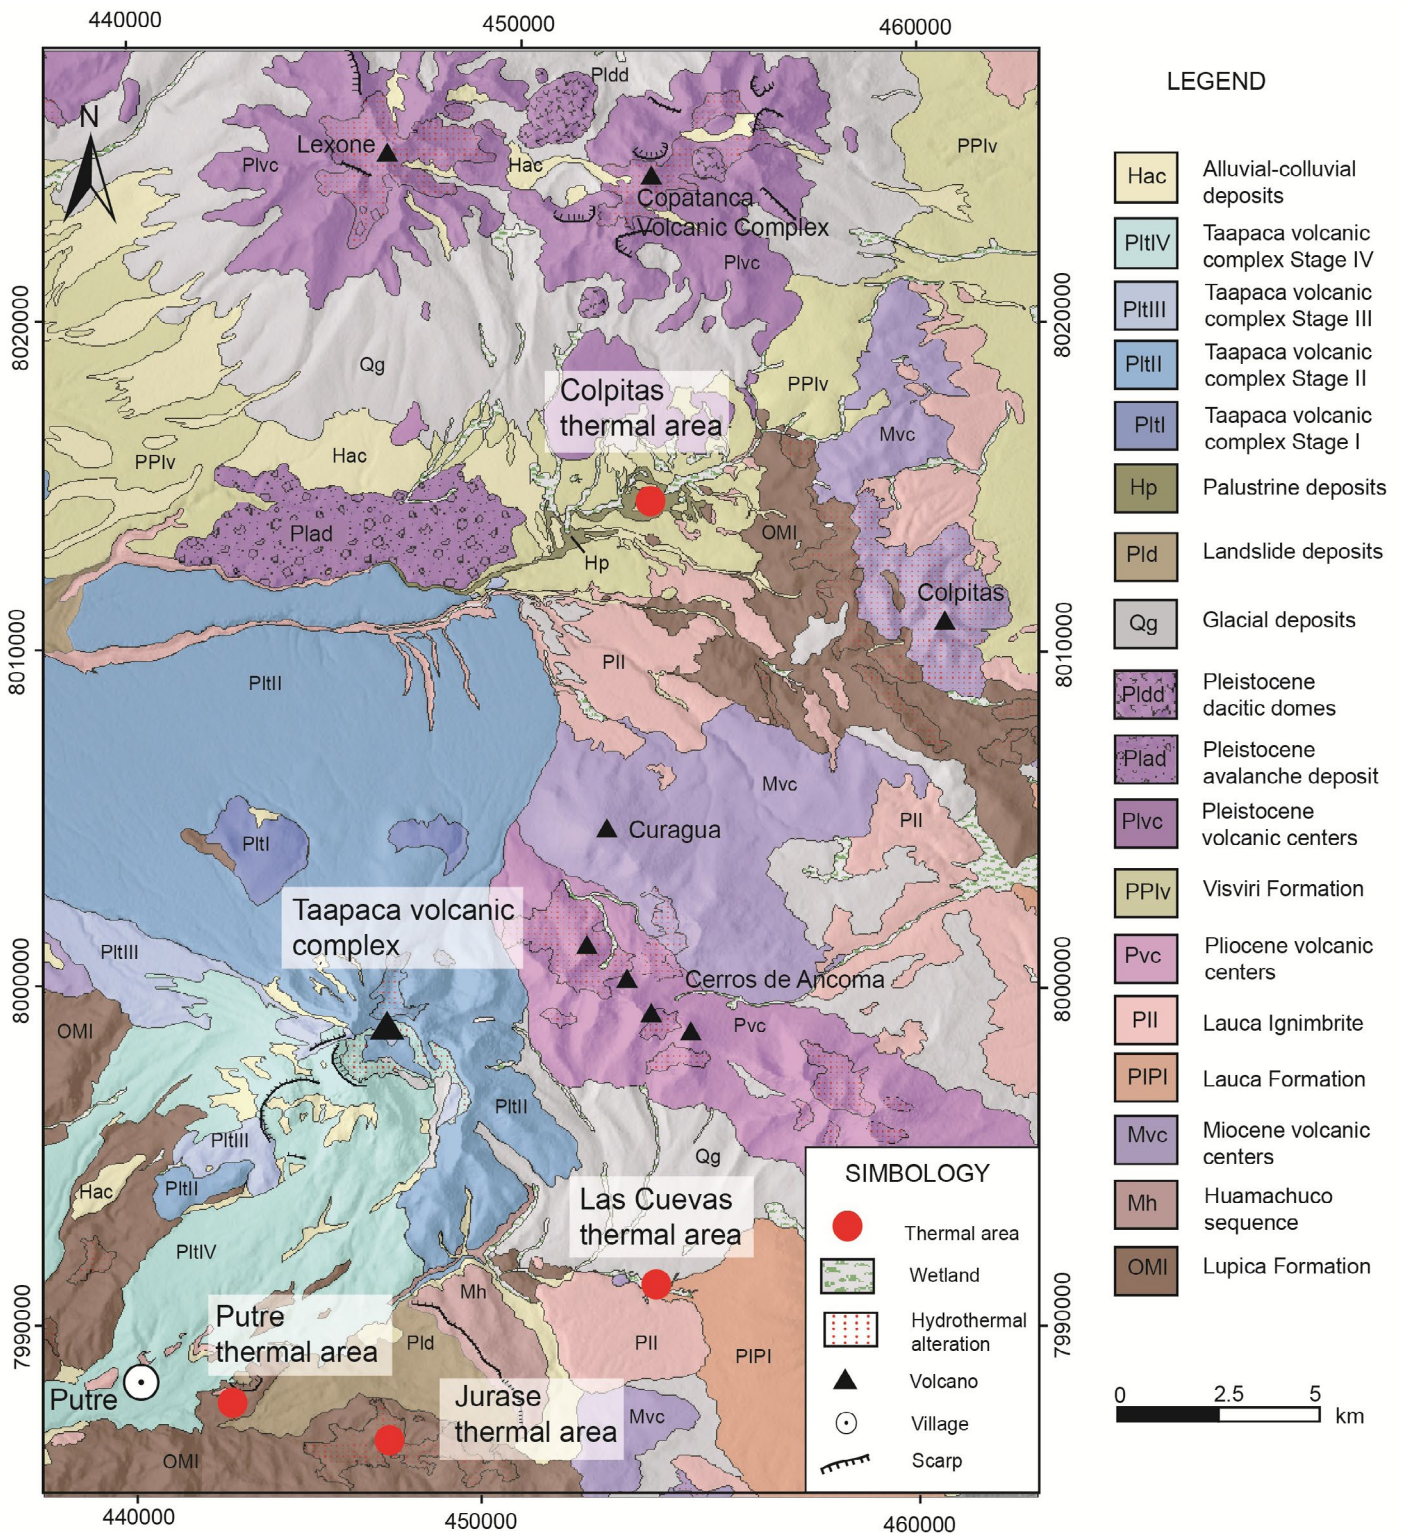 440000
450000
460000
N
Pldd
Lexone
Plvc
Hac
PPlv
Copatanca
Volcanic Complex
Plvc
8020000
8020000
Qg
Colpitas
thermal area
PPlv
Mvc
PPlv
Hac
Plad
OMl
Hp
Colpitas
8010000
8010000
PlI
PltII
Mvc
PlI
Curagua
PltI
Taapaca volcanic
complex
PltIII
Cerros de Ancoma
8000000
8000000
OMl
Pvc
PltII
PltIII
Qg
Hac
PltII
Las Cuevas
thermal area
PltIV
Mh
Putre
thermal area
Pld
PlI
PlPl
7990000
7990000
Putre
Jurase
thermal area
Mvc
OMl
440000
450000
460000
SIMBOLOGY
Thermal area
Wetland
Hydrothermal
alteration
Volcano
Village
Scarp
LEGEND
Hac
Alluvial-colluvial
deposits
PltIV
Taapaca volcanic
complex Stage IV
PltIII
Taapaca volcanic
complex Stage III
PltII
Taapaca volcanic
complex Stage II
PltI
Taapaca volcanic
complex Stage I
Hp
Palustrine deposits
Pld
Landslide deposits
Qg
Glacial deposits
Pldd
Pleistocene
dacitic domes
Plad
Pleistocene
avalanche deposit
Plvc
Pleistocene
volcanic centers
PPlv
Visviri Formation
Pvc
Pliocene volcanic
centers
PlI
Lauca Ignimbrite
PlPl
Lauca Formation
Mvc
Miocene volcanic
centers
Mh
Huamachuco
sequence
OMl
Lupica Formation
0 2.5 5
km